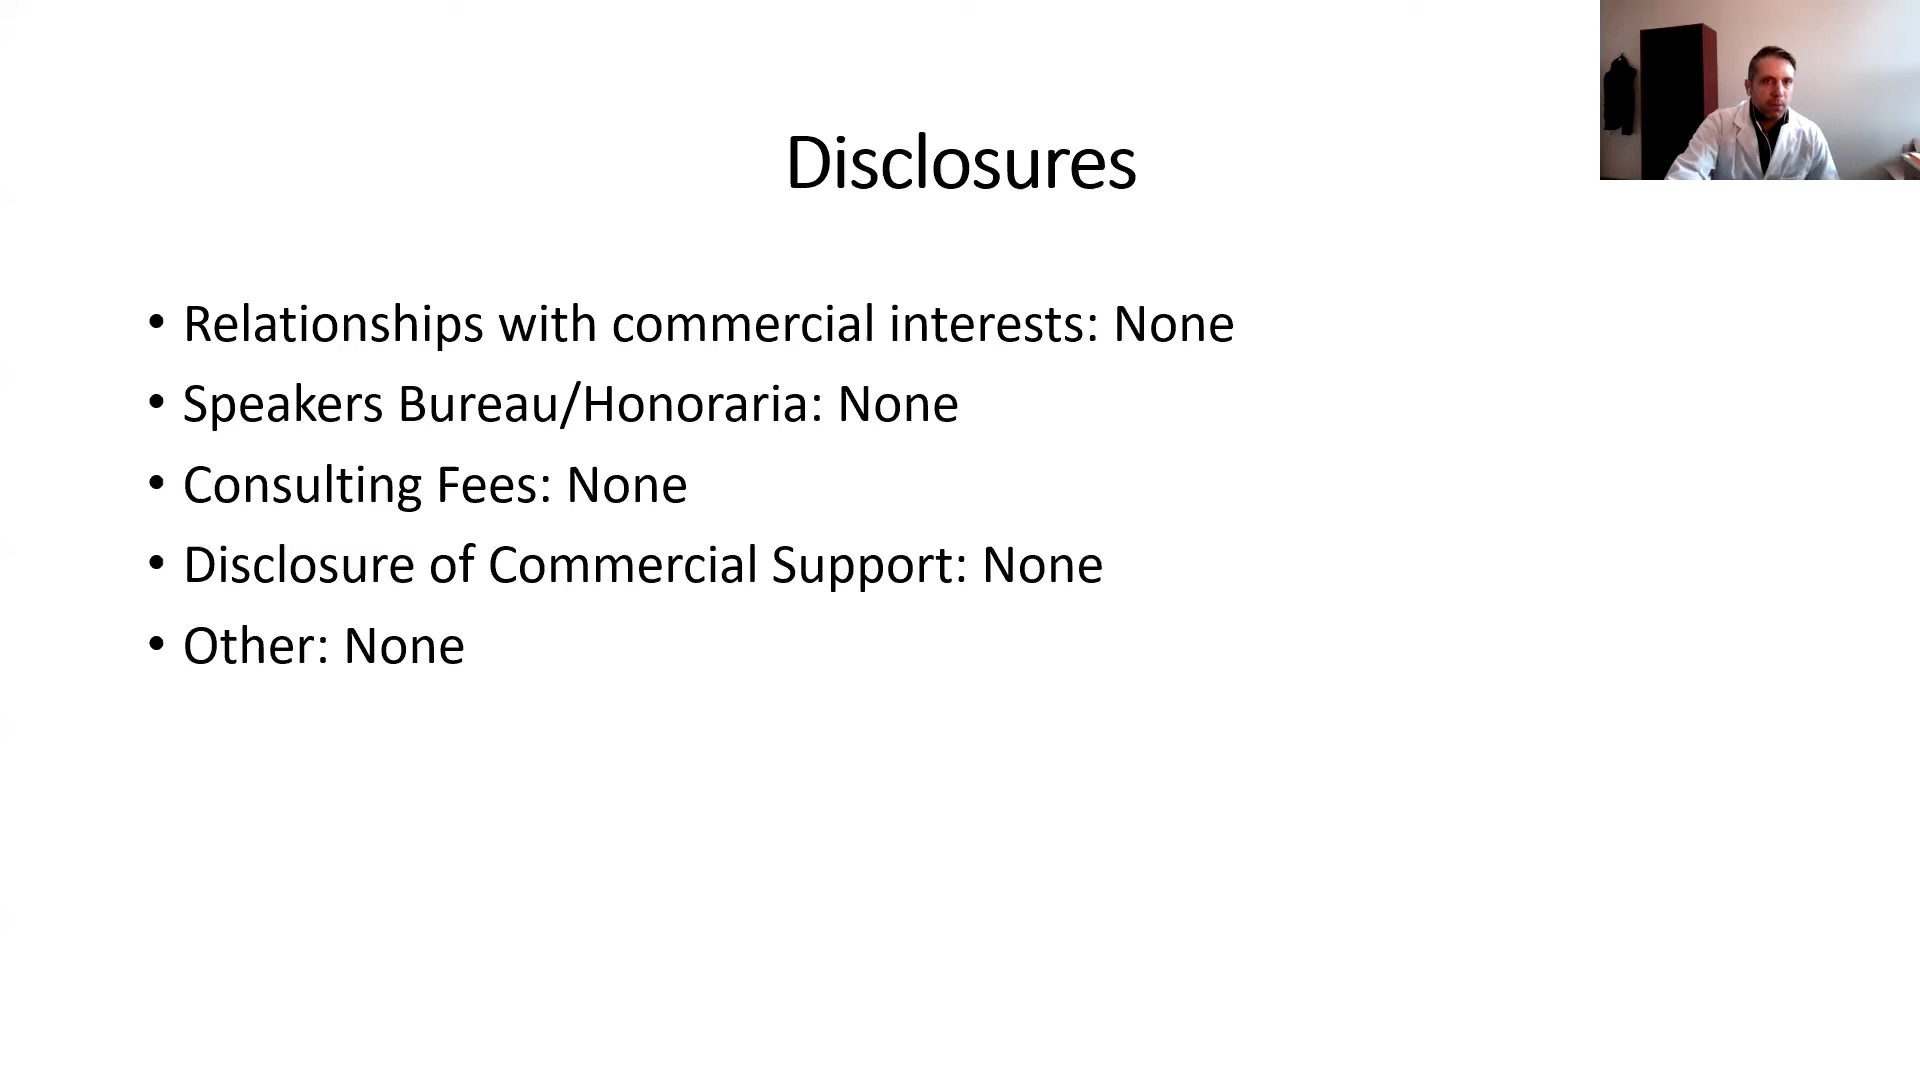 Disclosures
• Relationships with commercial interests: None
• Speakers Bureau/Honoraria: None
• Consulting Fees: None
• Disclosure of Commercial Support: None
• Other: None